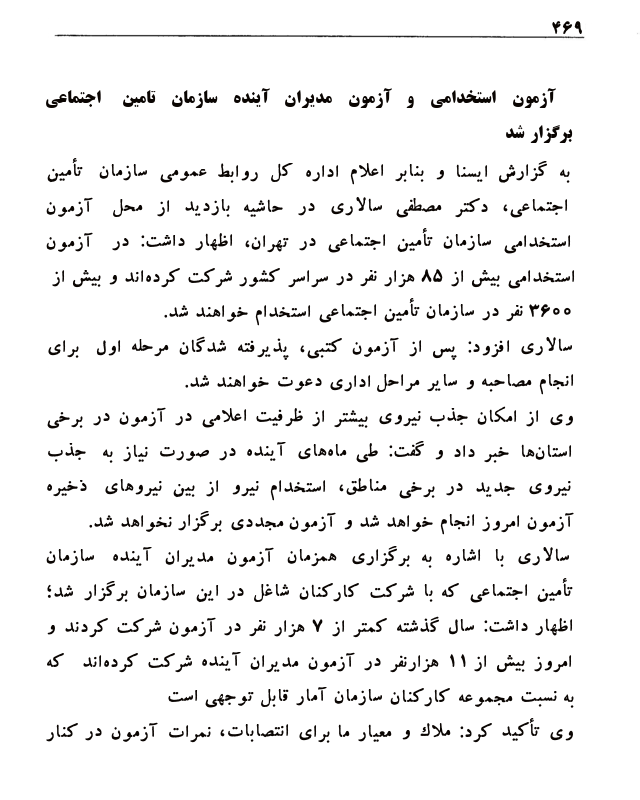 ۴۶۹
آزمون استخدامی و آزمون مدیران آینده سازمان تامین اجتماعی
برگزار شد
به گزارش ایسنا و بنابر اعلام اداره کل روابط عمومی سازمان تأمین
اجتماعی، دکتر مصطفی سالاری در حاشیه بازدید از محل آزمون
استخدامی سازمان تأمین اجتماعی در تهران، اظهار داشت: در آزمون
استخدامی بیش از ۸۵ هزار نفر در سراسر کشور شرکت کرده‌اند و بیش از
۳۶۰۰ نفر در سازمان تأمین اجتماعی استخدام خواهند شد.
سالاری افزود: پس از آزمون کتبی، پذیرفته شدگان مرحله اول برای
انجام مصاحبه و سایر مراحل اداری دعوت خواهند شد.
وی از امکان جذب نیروی بیشتر از ظرفیت اعلامی در آزمون در برخی
استان‌ها خبر داد و گفت: طی ماه‌های آینده در صورت نیاز به جذب
نیروی جدید در برخی مناطق، استخدام نیرو از بین نیروهای ذخیره
آزمون امروز انجام خواهد شد و آزمون مجددی برگزار نخواهد شد.
سالاری با اشاره به برگزاری همزمان آزمون مدیران آینده سازمان
تأمین اجتماعی که با شرکت کارکنان شاغل در این سازمان برگزار شد؛
اظهار داشت: سال گذشته کمتر از ۷ هزار نفر در آزمون شرکت کردند و
امروز بیش از ۱۱ هزارنفر در آزمون مدیران آینده شرکت کرده‌اند که
به نسبت مجموعه کارکنان سازمان آمار قابل توجهی است
وی تأکید کرد: ملاك و معیار ما برای انتصابات، نمرات آزمون در کنار